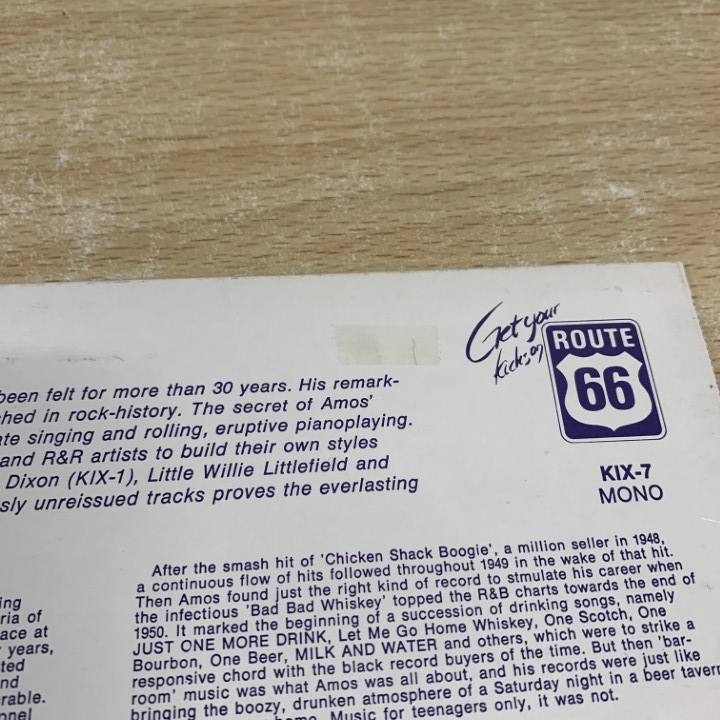 Get your
kicks on
ROUTE
66
KIX-7
MONO
been felt for more than 30 years. His remark-
ched in rock-history. The secret of Amos'
ate singing and rolling, eruptive pianoplaying.
and R&R artists to build their own styles
Dixon (KIX-1), Little Willie Littlefield and
sly unreissued tracks proves the everlasting
ing
ria of
ace at
years,
ted
nd
rable.
onel
After the smash hit of 'Chicken Shack Boogie', a million seller in 1948,
a continuous flow of hits followed throughout 1949 in the wake of that hit.
Then Amos found just the right kind of record to stmulate his career when
the infectious 'Bad Bad Whiskey' topped the R&B charts towards the end of
1950. It marked the beginning of a succession of drinking songs, namely
JUST ONE MORE DRINK, Let Me Go Home Whiskey, One Scotch, One
Bourbon, One Beer, MILK AND WATER and others, which were to strike a
responsive chord with the black record buyers of the time. But then 'bar-
room' music was what Amos was all about, and his records were just like
bringing the boozy, drunken atmosphere of a Saturday night in a beer tavern
home. Music for teenagers only, it was not.